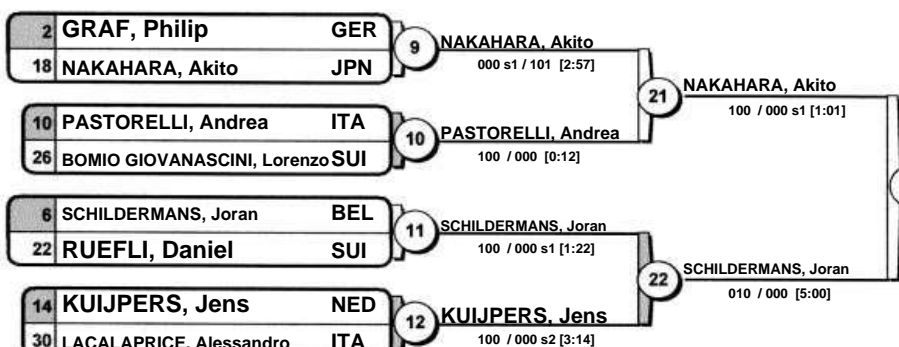 2 GRAF, Philip GER
18 NAKAHARA, Akito JPN
9
NAKAHARA, Akito
000 s1 / 101 [2:57]
10 PASTORELLI, Andrea ITA
26 BOMIO GIOVANASCINI, Lorenzo SUI
10
PASTORELLI, Andrea
100 / 000 [0:12]
21
NAKAHARA, Akito
100 / 000 s1 [1:01]
6 SCHILDERMANS, Joran BEL
22 RUEFLI, Daniel SUI
11
SCHILDERMANS, Joran
100 / 000 s1 [1:22]
14 KUIJPERS, Jens NED
30 LACALAPRICE, Alessandro ITA
12
KUIJPERS, Jens
100 / 000 s2 [3:14]
22
SCHILDERMANS, Joran
010 / 000 [5:00]